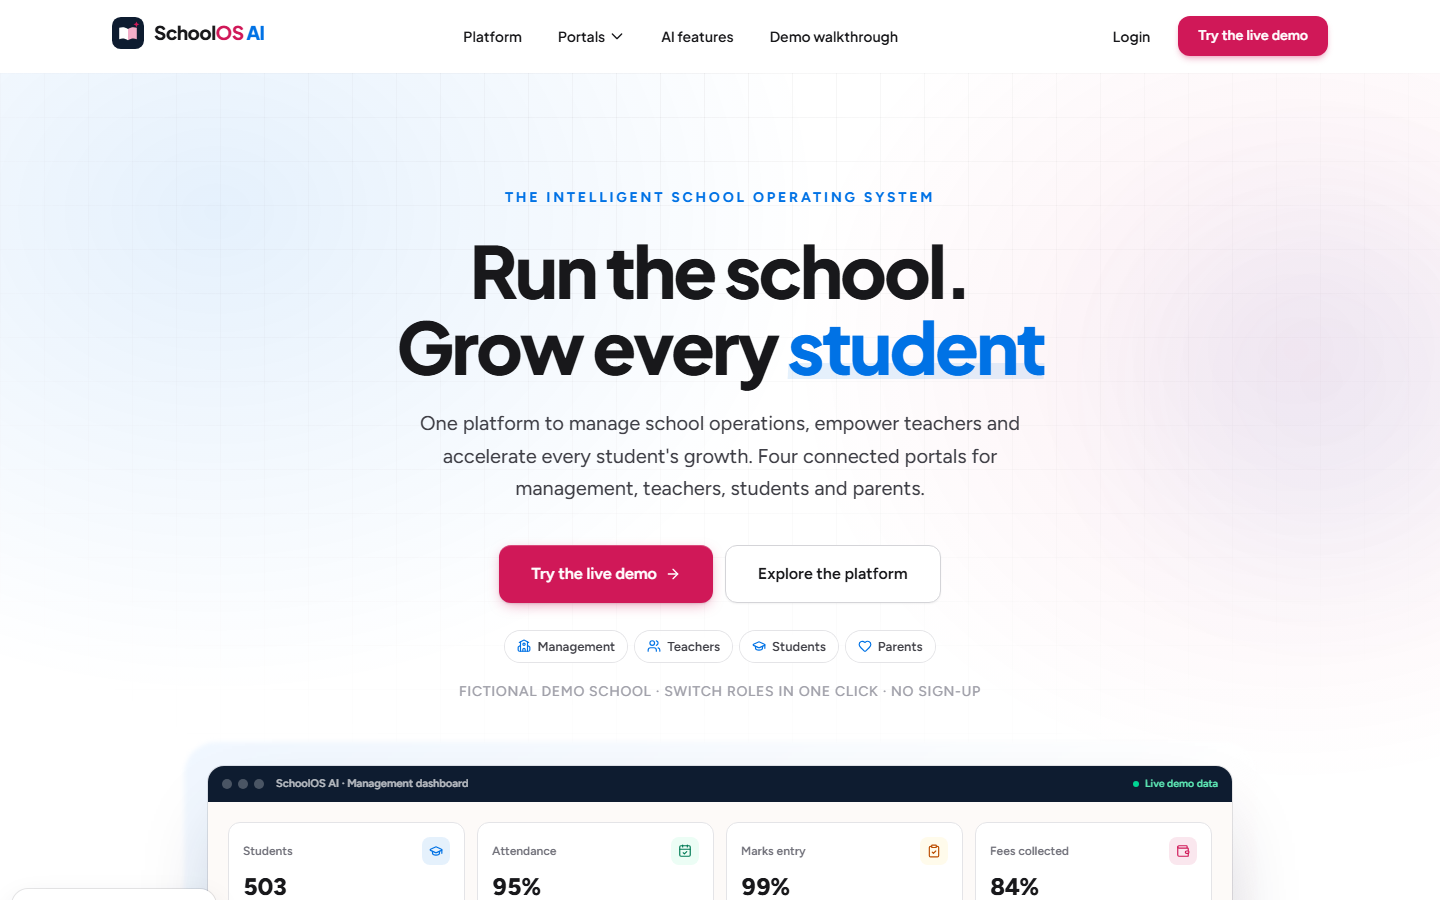 SchoolOS AI
Platform
Portals
AI features
Demo walkthrough
Login
Try the live demo
THE INTELLIGENT SCHOOL OPERATING SYSTEM
Run the school.
Grow every student
One platform to manage school operations, empower teachers and
accelerate every student's growth. Four connected portals for
management, teachers, students and parents.
Try the live demo
Explore the platform
Management
Teachers
Students
Parents
FICTIONAL DEMO SCHOOL · SWITCH ROLES IN ONE CLICK · NO SIGN-UP
SchoolOS AI · Management dashboard
Live demo data
Students
503
Attendance
95%
Marks entry
99%
Fees collected
84%